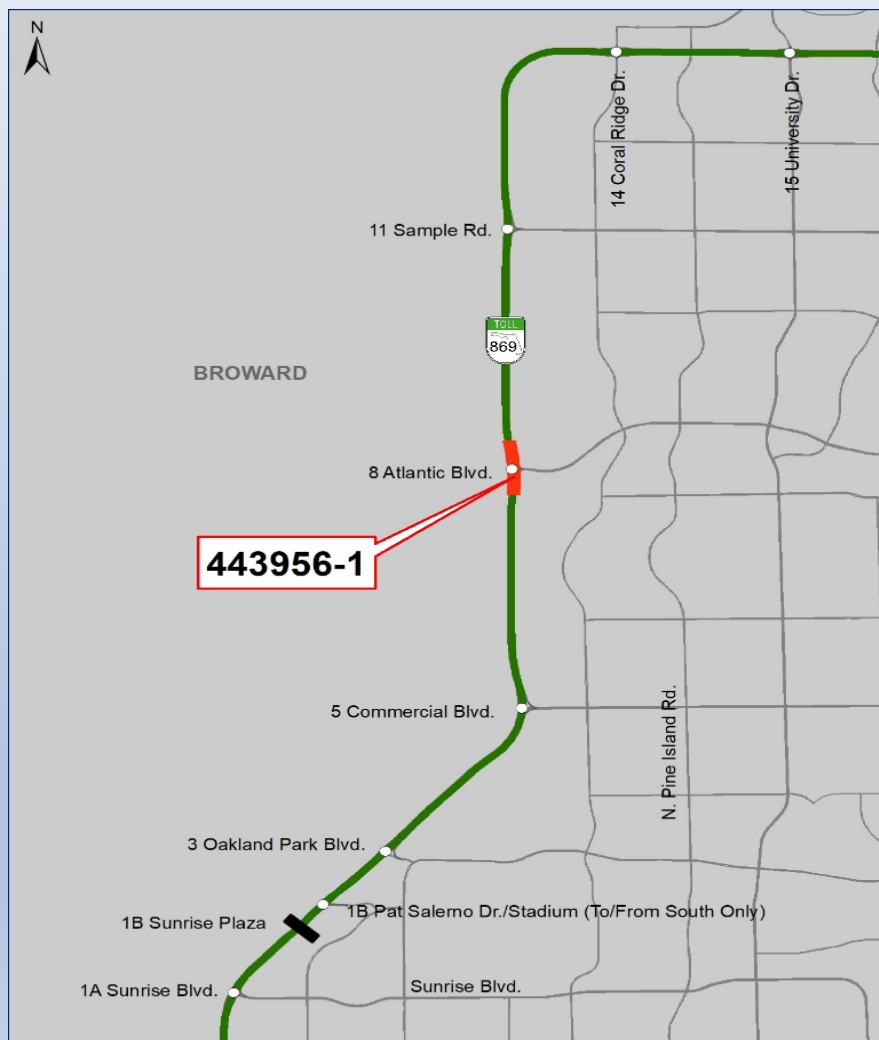 N
14 Coral Ridge Dr.
15 University Dr.
11 Sample Rd.
TOLL
869
BROWARD
8 Atlantic Blvd.
443956-1
5 Commercial Blvd.
N. Pine Island Rd.
3 Oakland Park Blvd.
1B Pat Salerno Dr./Stadium (To/From South Only)
1B Sunrise Plaza
1A Sunrise Blvd.
Sunrise Blvd.